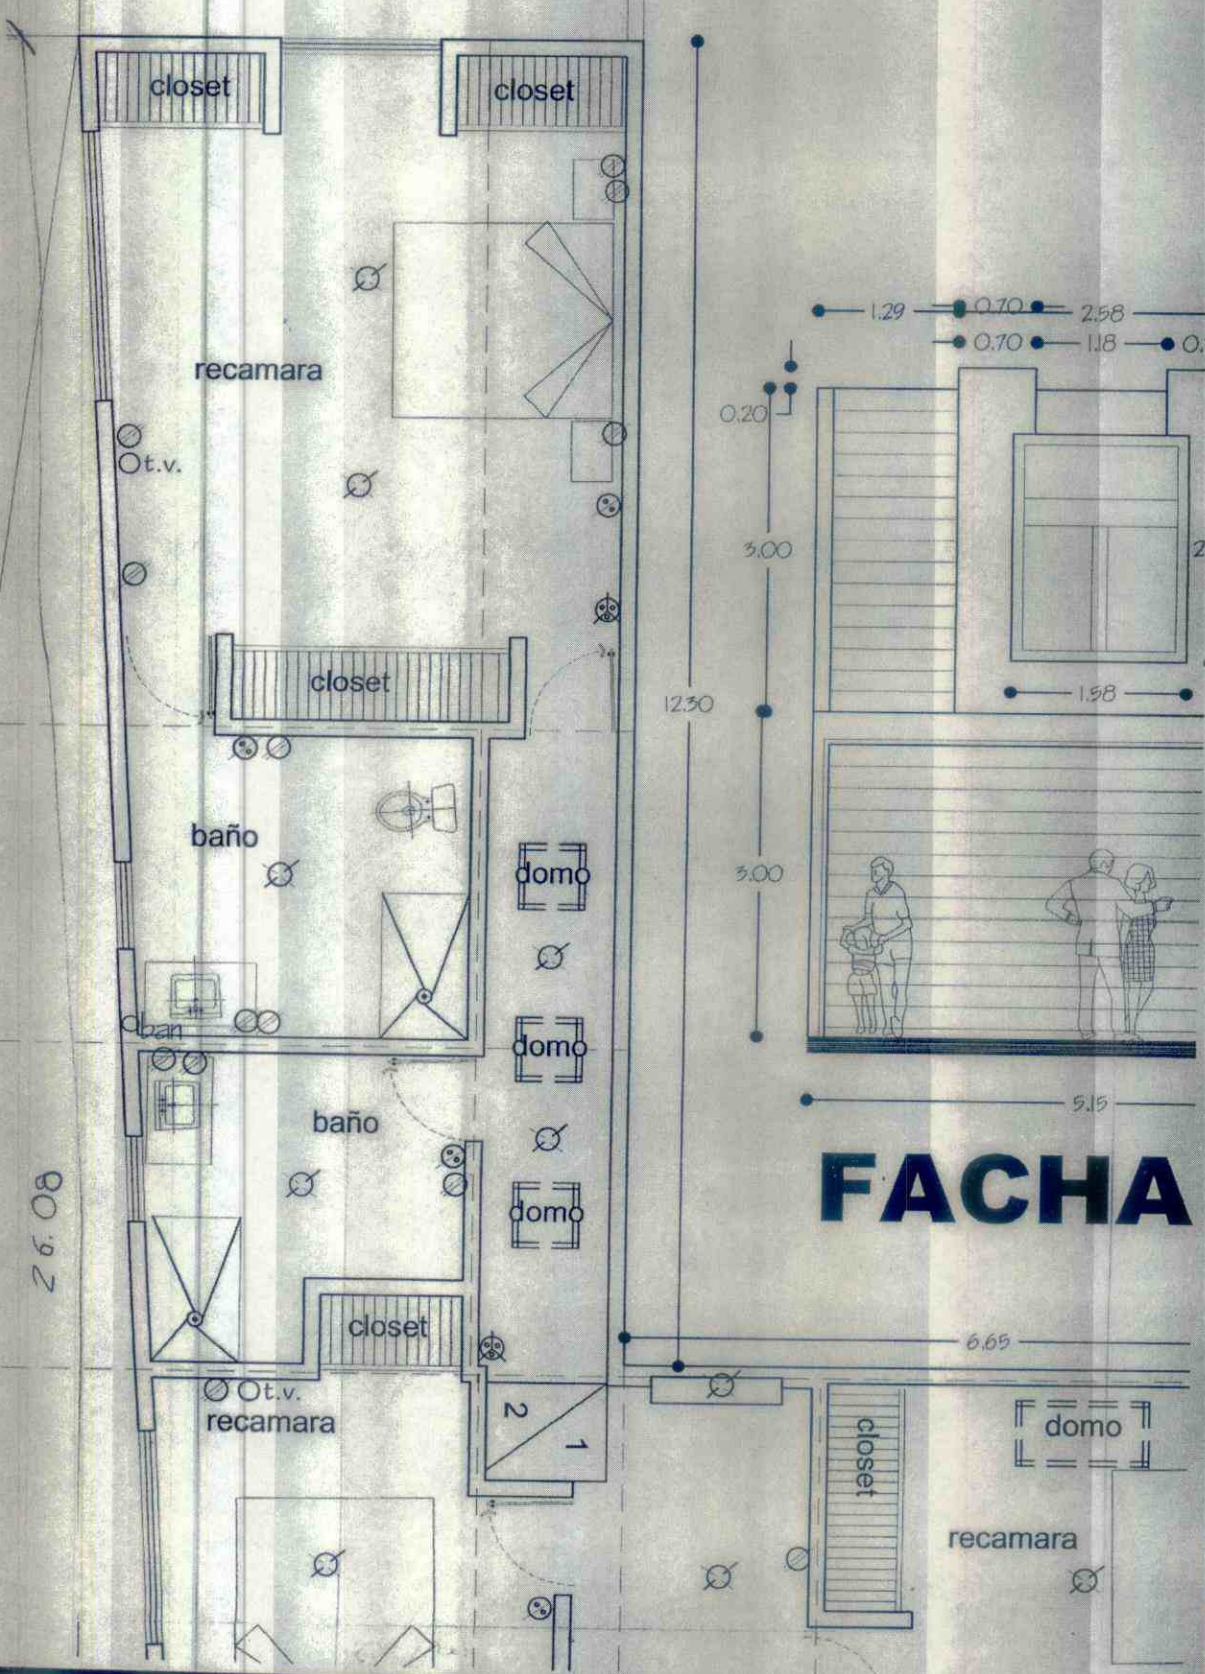 closet
closet
1.29
0.70
2.58
0.70
1.18
0.20
recamara
Ot.v.
3.00
12.30
1.58
closet
baño
domo
3.00
domo
baño
5.15
domo
FACHA
26.08
closet
6.65
Ot.v.
recamara
2
1
closet
domo
recamara